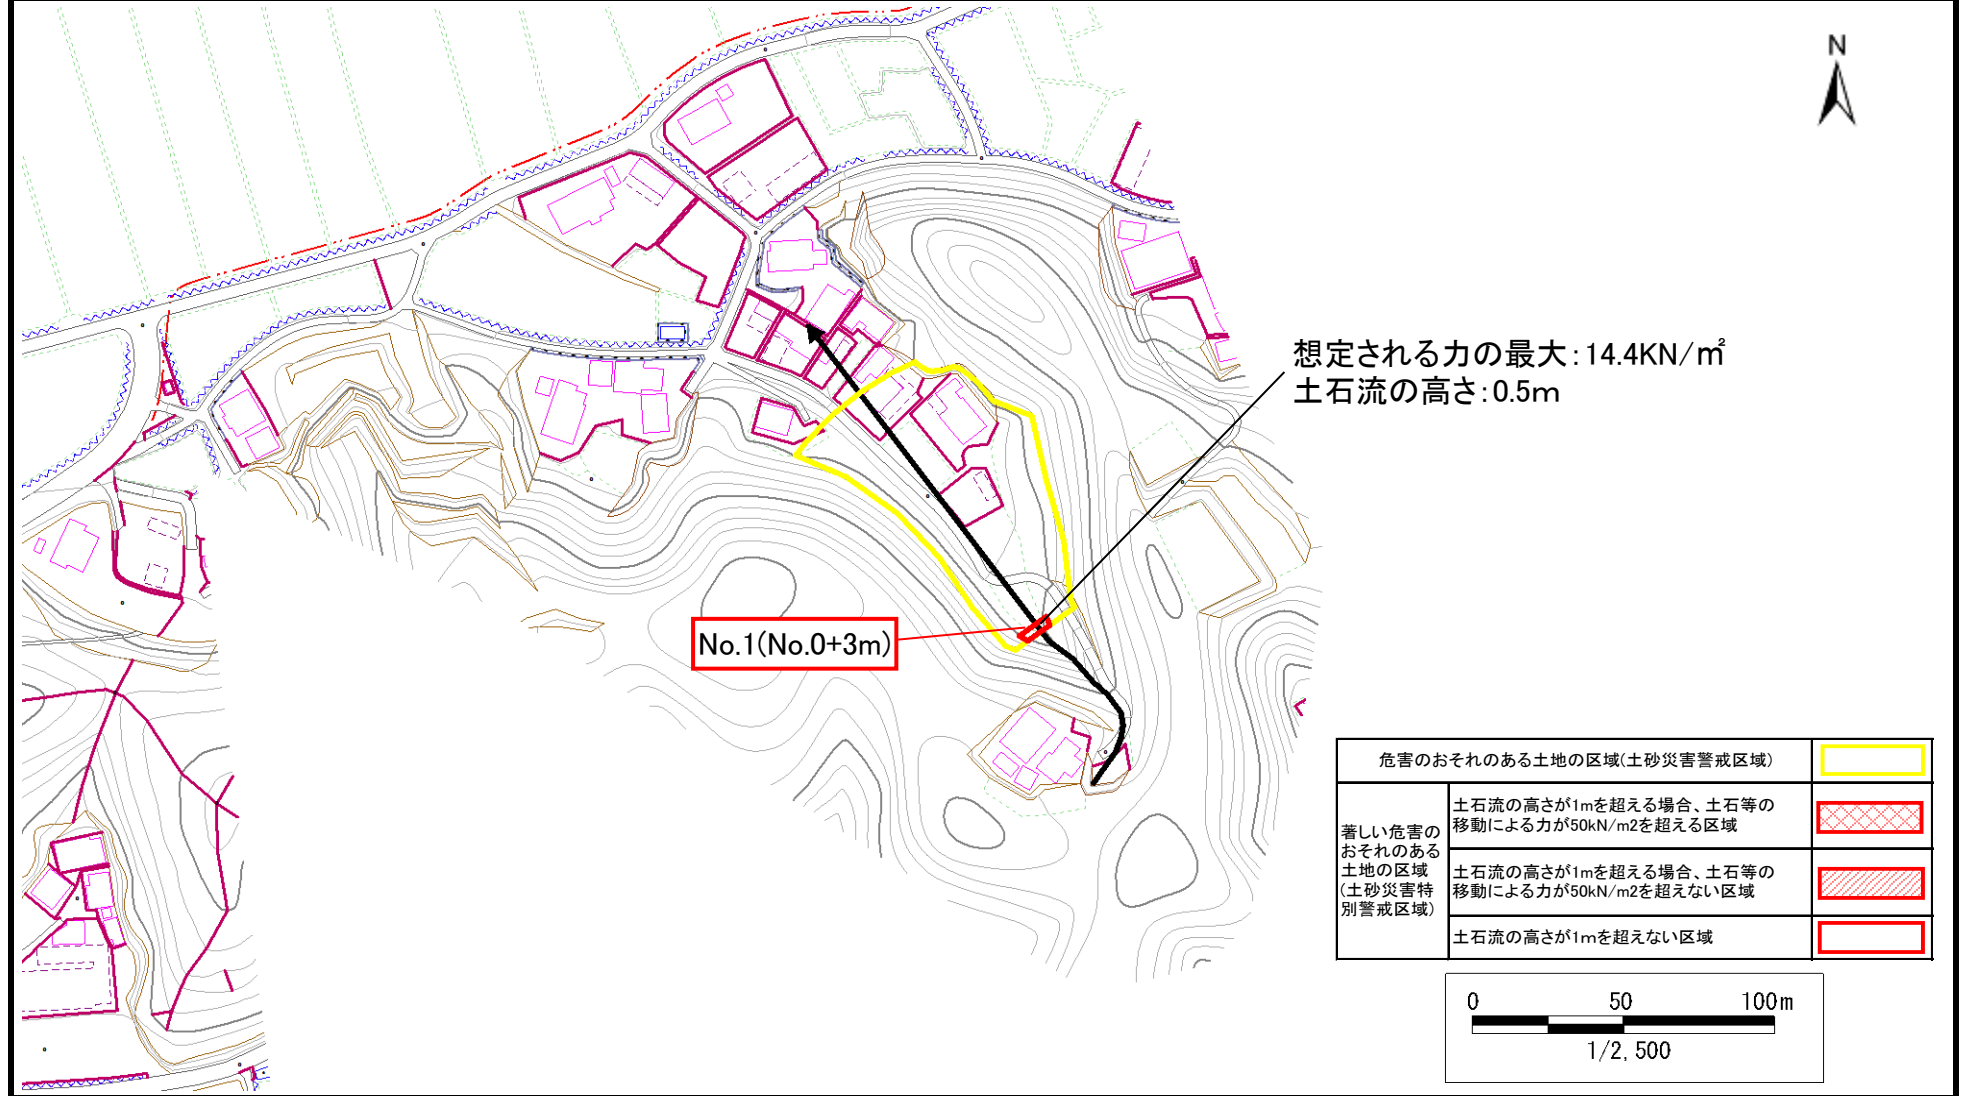 N
想定される力の最大:14.4KN/㎡
土石流の高さ:0.5m
No.1(No.0+3m)
危害のおそれのある土地の区域(土砂災害警戒区域)
著しい危害の
おそれのある
土地の区域
(土砂災害特
別警戒区域)
土石流の高さが1mを超える場合、土石等の
移動による力が50kN/m2を超える区域
土石流の高さが1mを超える場合、土石等の
移動による力が50kN/m2を超えない区域
土石流の高さが1mを超えない区域
0 50 100m
1/2,500